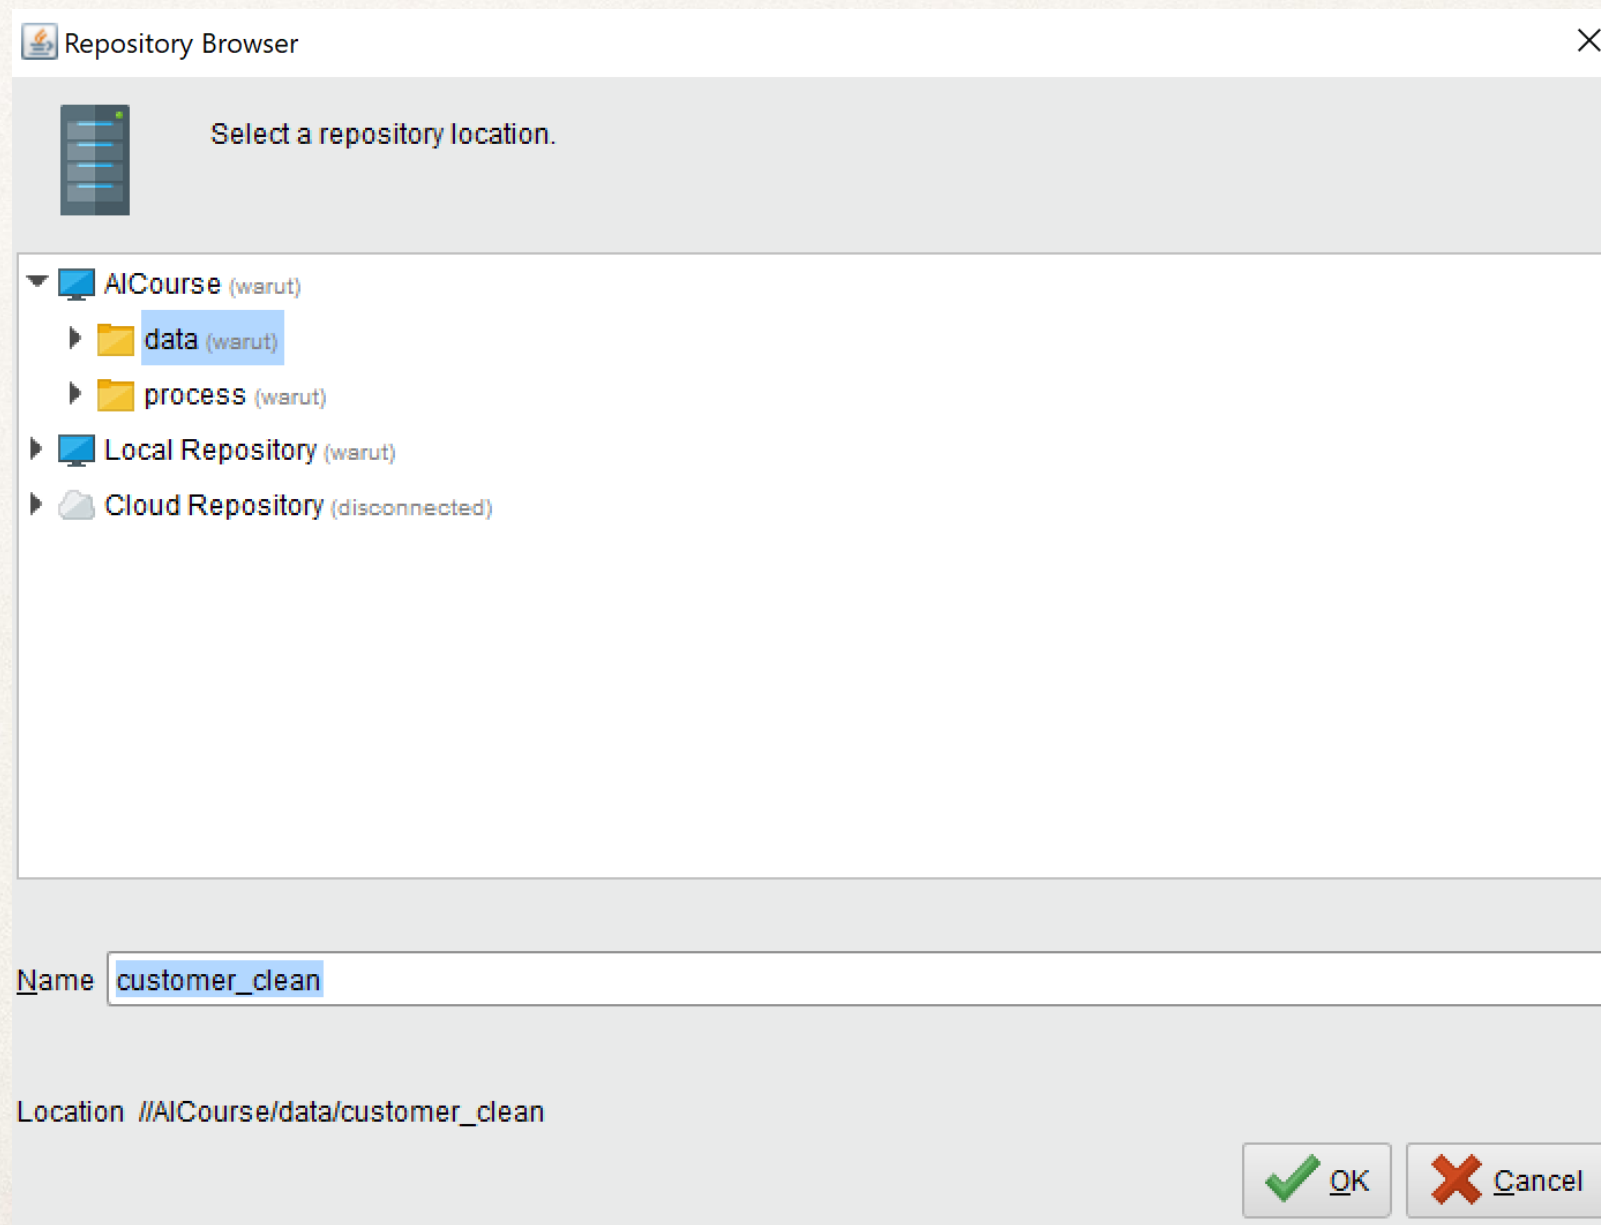 Repository Browser
Select a repository location.
AICourse (warut)
data (warut)
process (warut)
Local Repository (warut)
Cloud Repository (disconnected)
Name customer_clean
Location //AICourse/data/customer_clean
OK Cancel